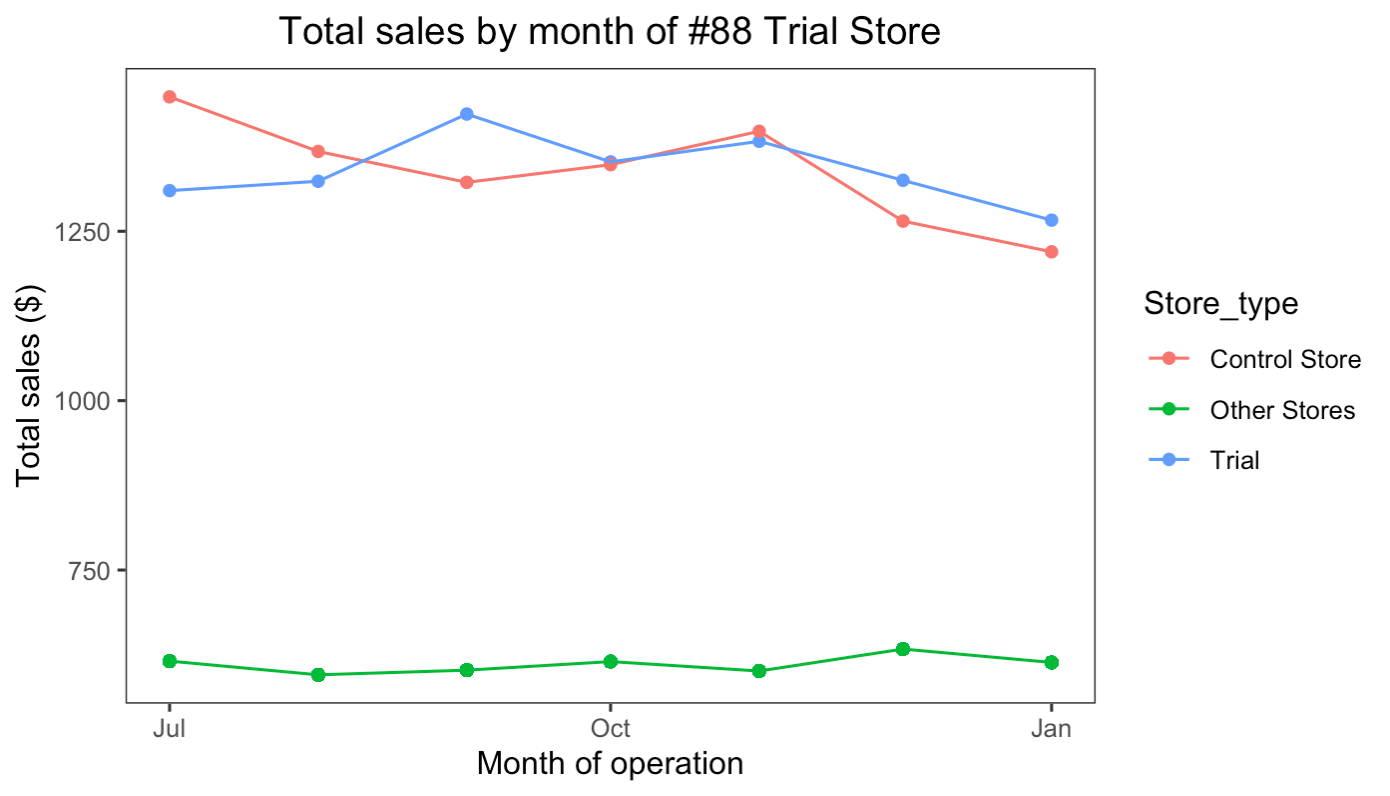 Total sales by month of #88 Trial Store
Total sales ($)
1250
1000
750
Jul
Oct
Jan
Month of operation
Store_type
Control Store
Other Stores
Trial